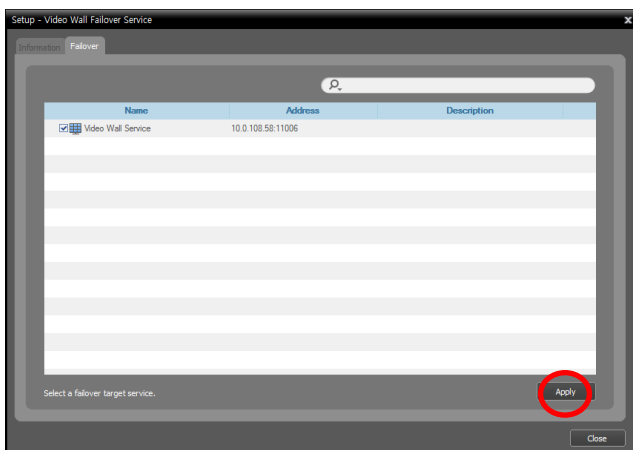 Setup - Video Wall Failover Service x
Information Failover
Name Address Description
Video Wall Service 10.0.108.58:11006
Select a failover target service. Apply
Close